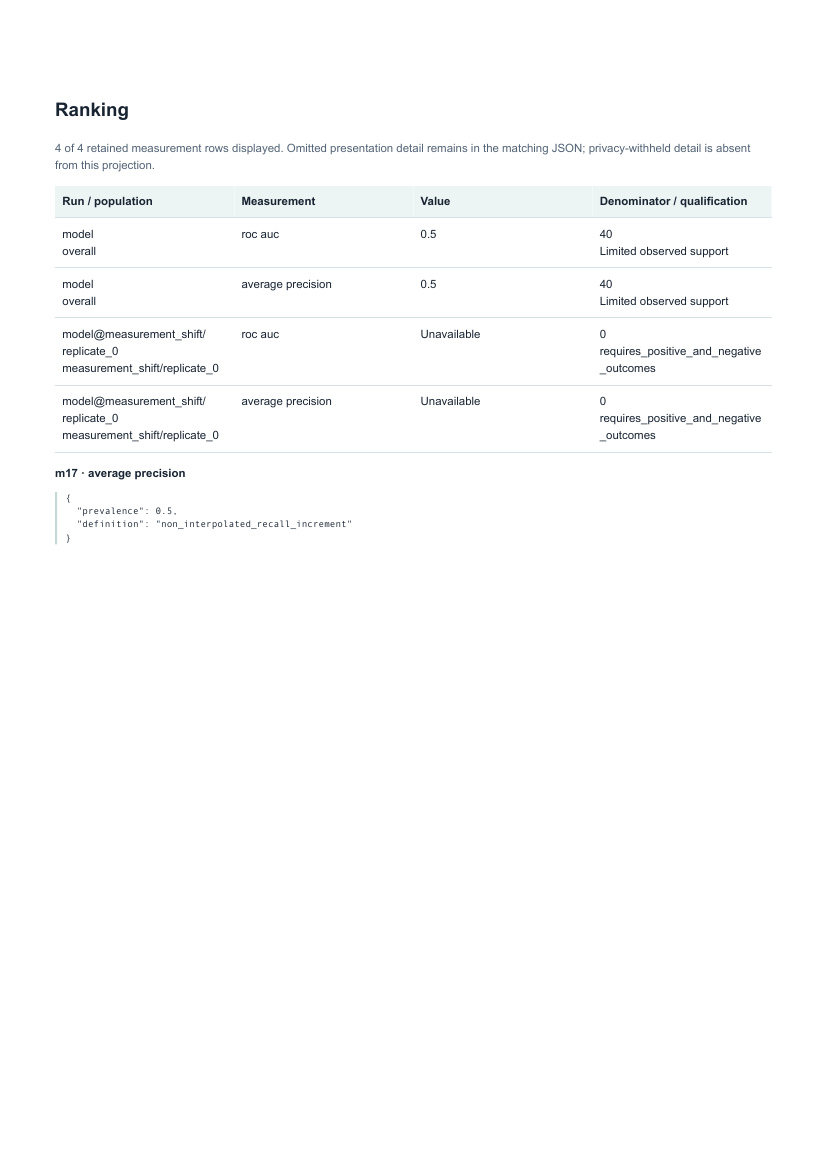 Ranking
4 of 4 retained measurement rows displayed. Omitted presentation detail remains in the matching JSON; privacy-withheld detail is absent
from this projection.
Run / population Measurement Value Denominator / qualification
model roc auc 0.5 40
overall Limited observed support
model average precision 0.5 40
overall Limited observed support
model@measurement_shift/ roc auc Unavailable 0
replicate_0 requires_positive_and_negative
measurement_shift/replicate_0 _outcomes
model@measurement_shift/ average precision Unavailable 0
replicate_0 requires_positive_and_negative
measurement_shift/replicate_0 _outcomes
m17 · average precision
{
"prevalence": 0.5,
"definition": "non_interpolated_recall_increment"
}